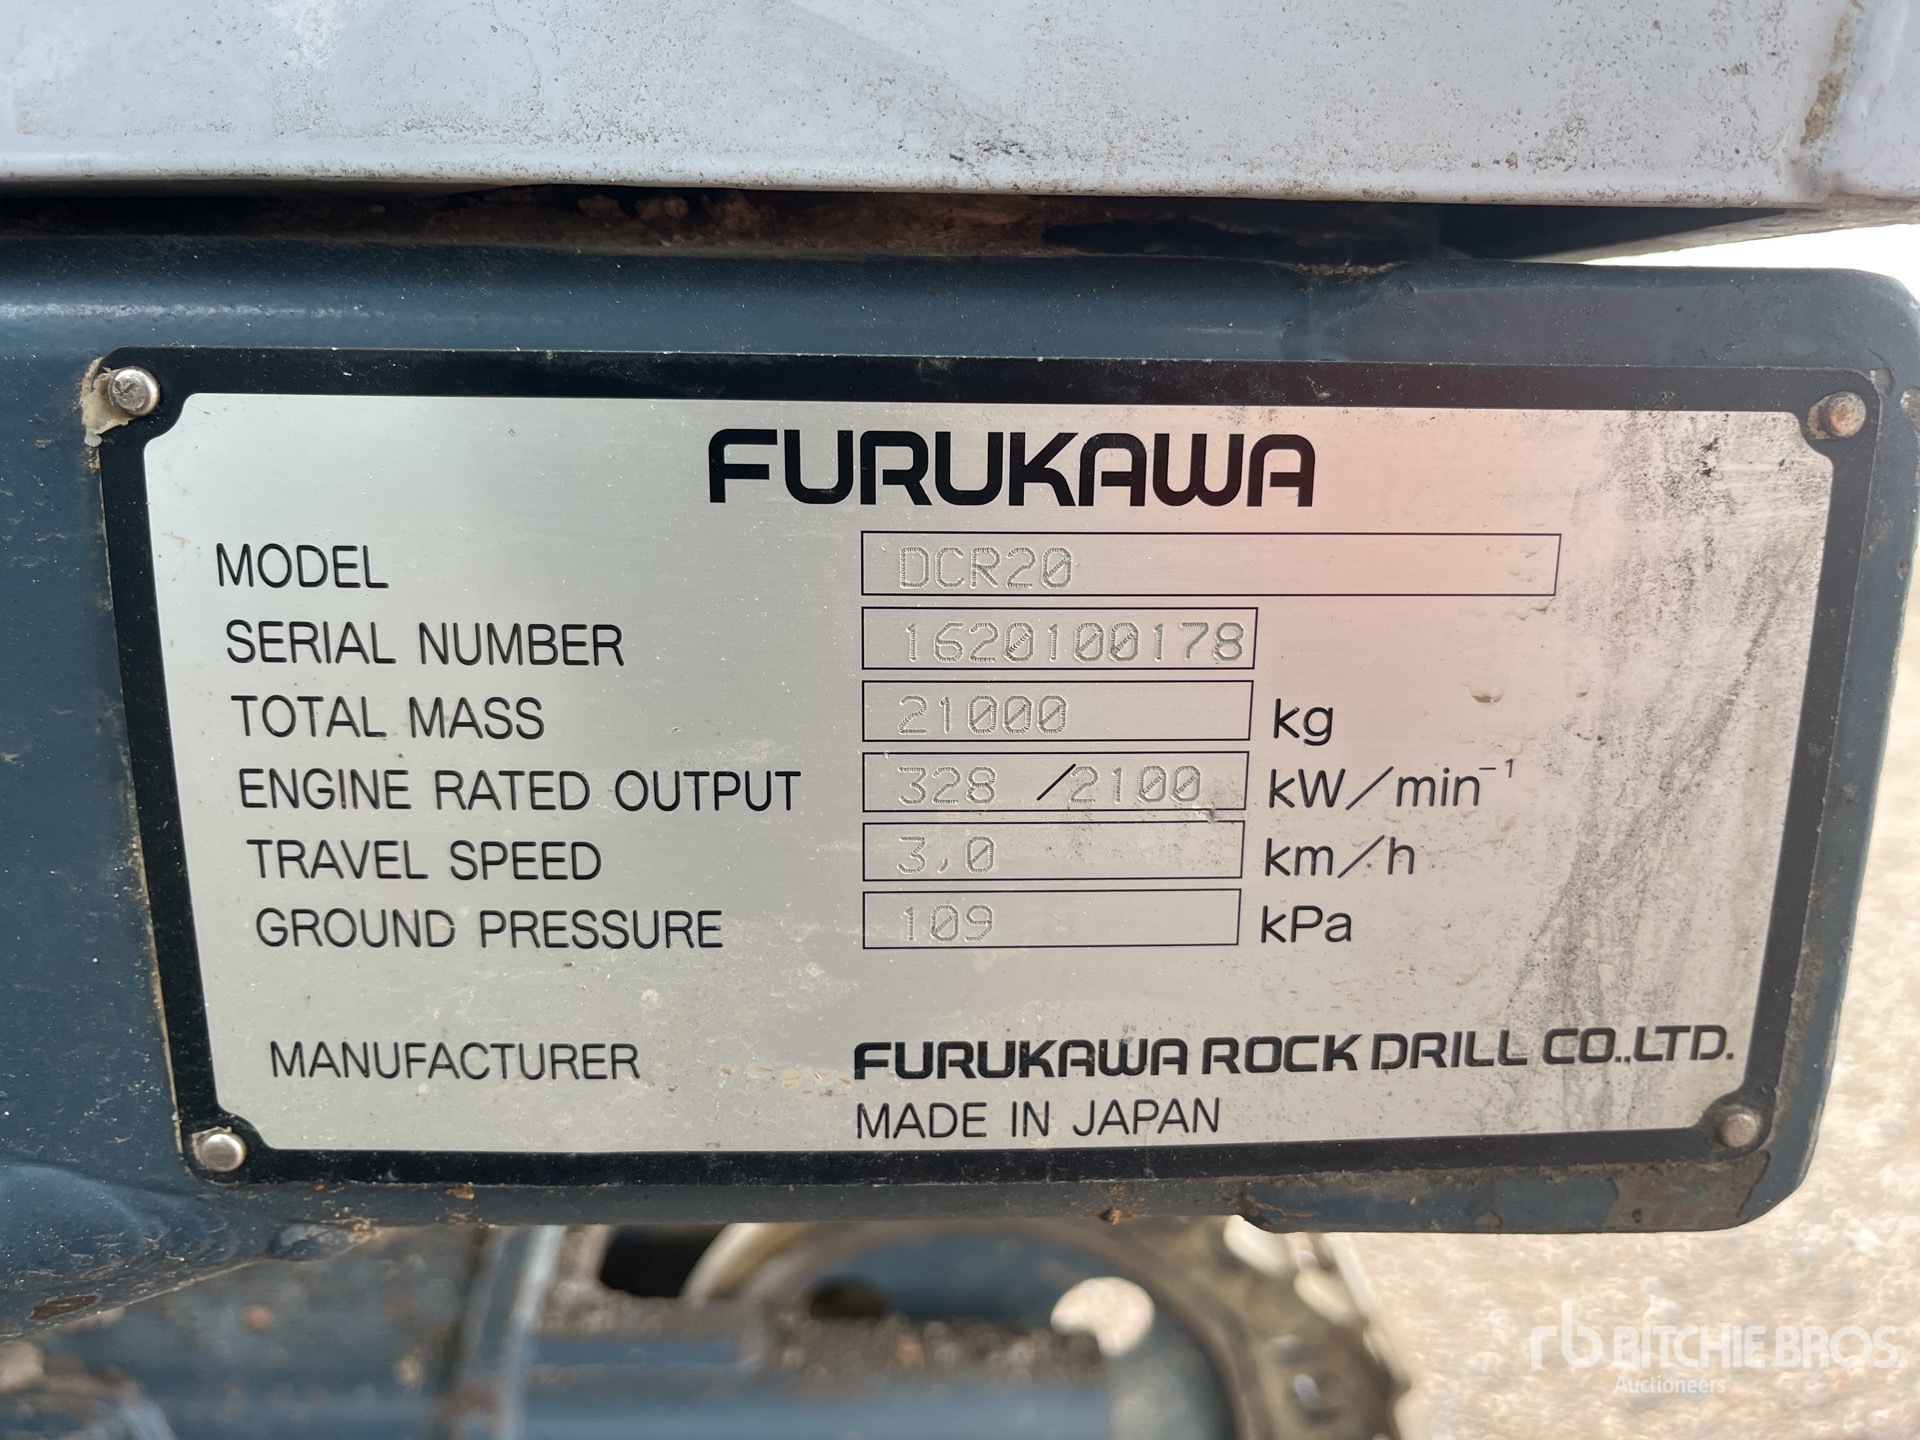 FURUKAWA
MODEL DCR20
SERIAL NUMBER 1620100178
TOTAL MASS 21000 kg
ENGINE RATED OUTPUT 328 /2100 kW/min⁻¹
TRAVEL SPEED 3,0 km/h
GROUND PRESSURE 109 kPa
MANUFACTURER FURUKAWA ROCK DRILL CO.,LTD.
MADE IN JAPAN
rb RITCHIE BROS.
Auctioneers